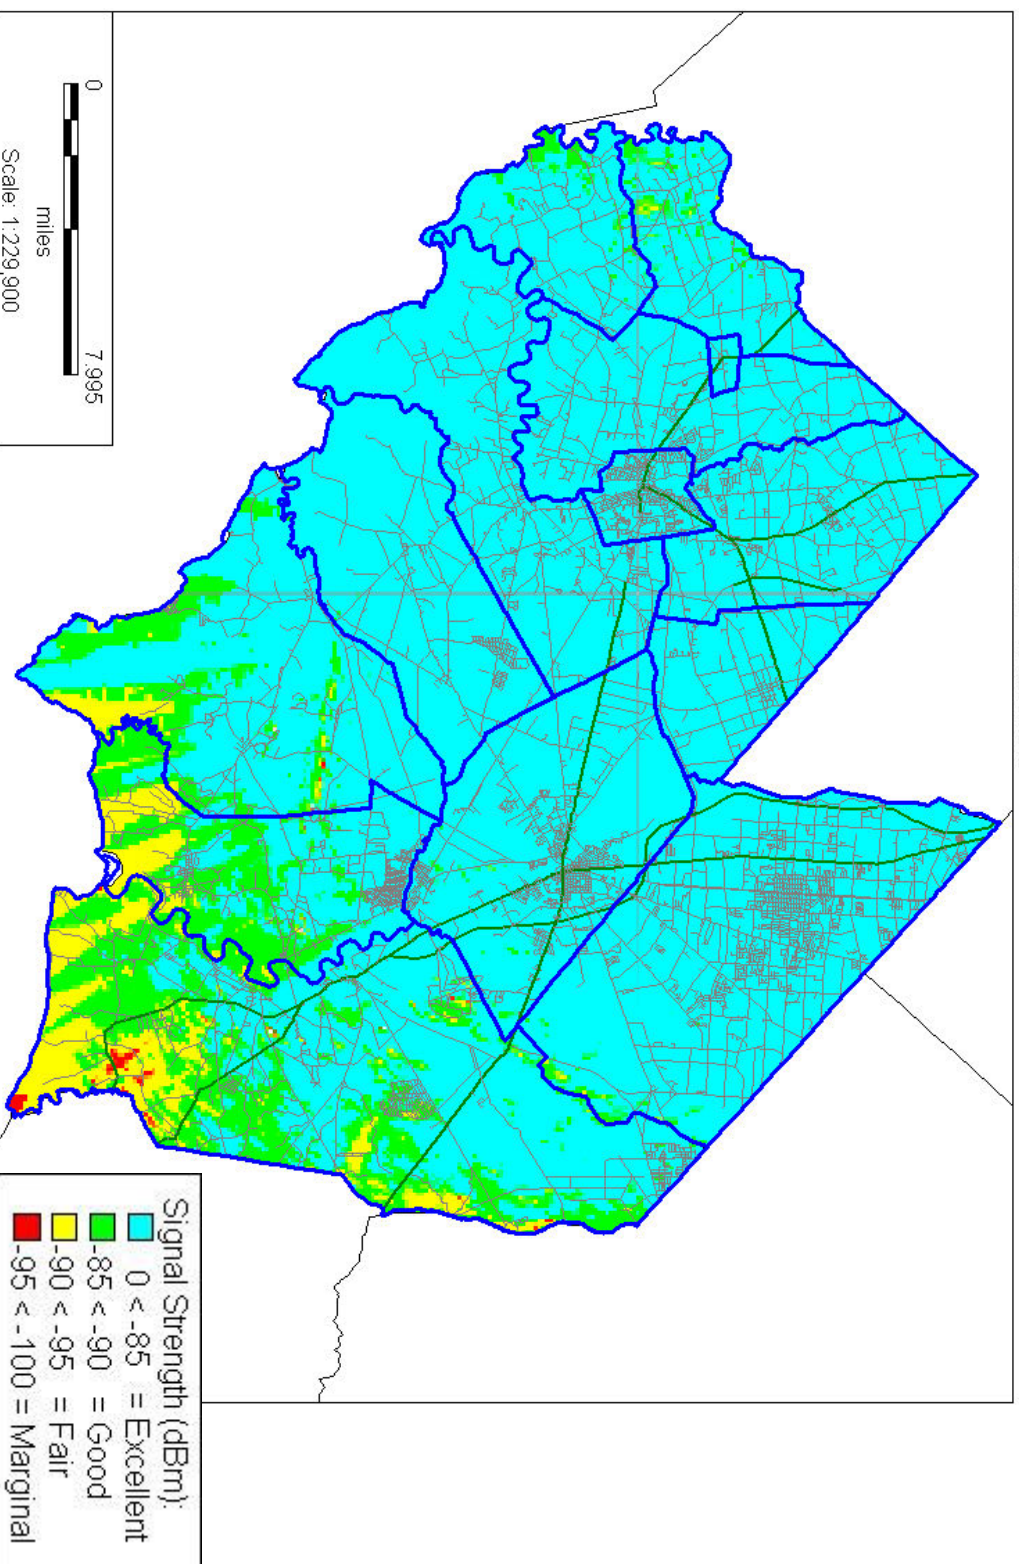 0 7.995
miles
Scale: 1:229,900
Signal Strength (dBm):
0 < -85 = Excellent
-85 < -90 = Good
-90 < -95 = Fair
-95 < -100 = Marginal